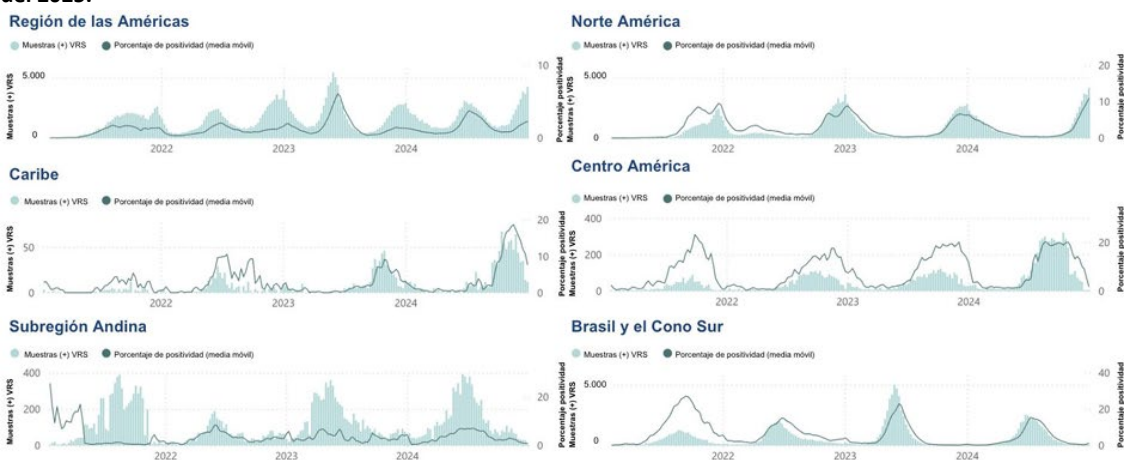 del 2025.
Región de las Américas
Muestras (+) VRS Porcentaje de positividad (media móvil)
Muestras (+) VRS
5.000
0
10
0
Porcentaje positividad
2022 2023 2024
Norte América
Muestras (+) VRS Porcentaje de positividad (media móvil)
Muestras (+) VRS
5.000
0
20
10
0
Porcentaje positividad
2022 2023 2024
Caribe
Muestras (+) VRS Porcentaje de positividad (media móvil)
Muestras (+) VRS
50
0
20
10
0
Porcentaje positividad
2022 2023 2024
Centro América
Muestras (+) VRS Porcentaje de positividad (media móvil)
Muestras (+) VRS
400
200
0
20
0
Porcentaje positividad
2022 2023 2024
Subregión Andina
Muestras (+) VRS Porcentaje de positividad (media móvil)
Muestras (+) VRS
400
200
0
20
0
Porcentaje positividad
2022 2023 2024
Brasil y el Cono Sur
Muestras (+) VRS Porcentaje de positividad (media móvil)
Muestras (+) VRS
5.000
0
40
20
0
Porcentaje positividad
2022 2023 2024